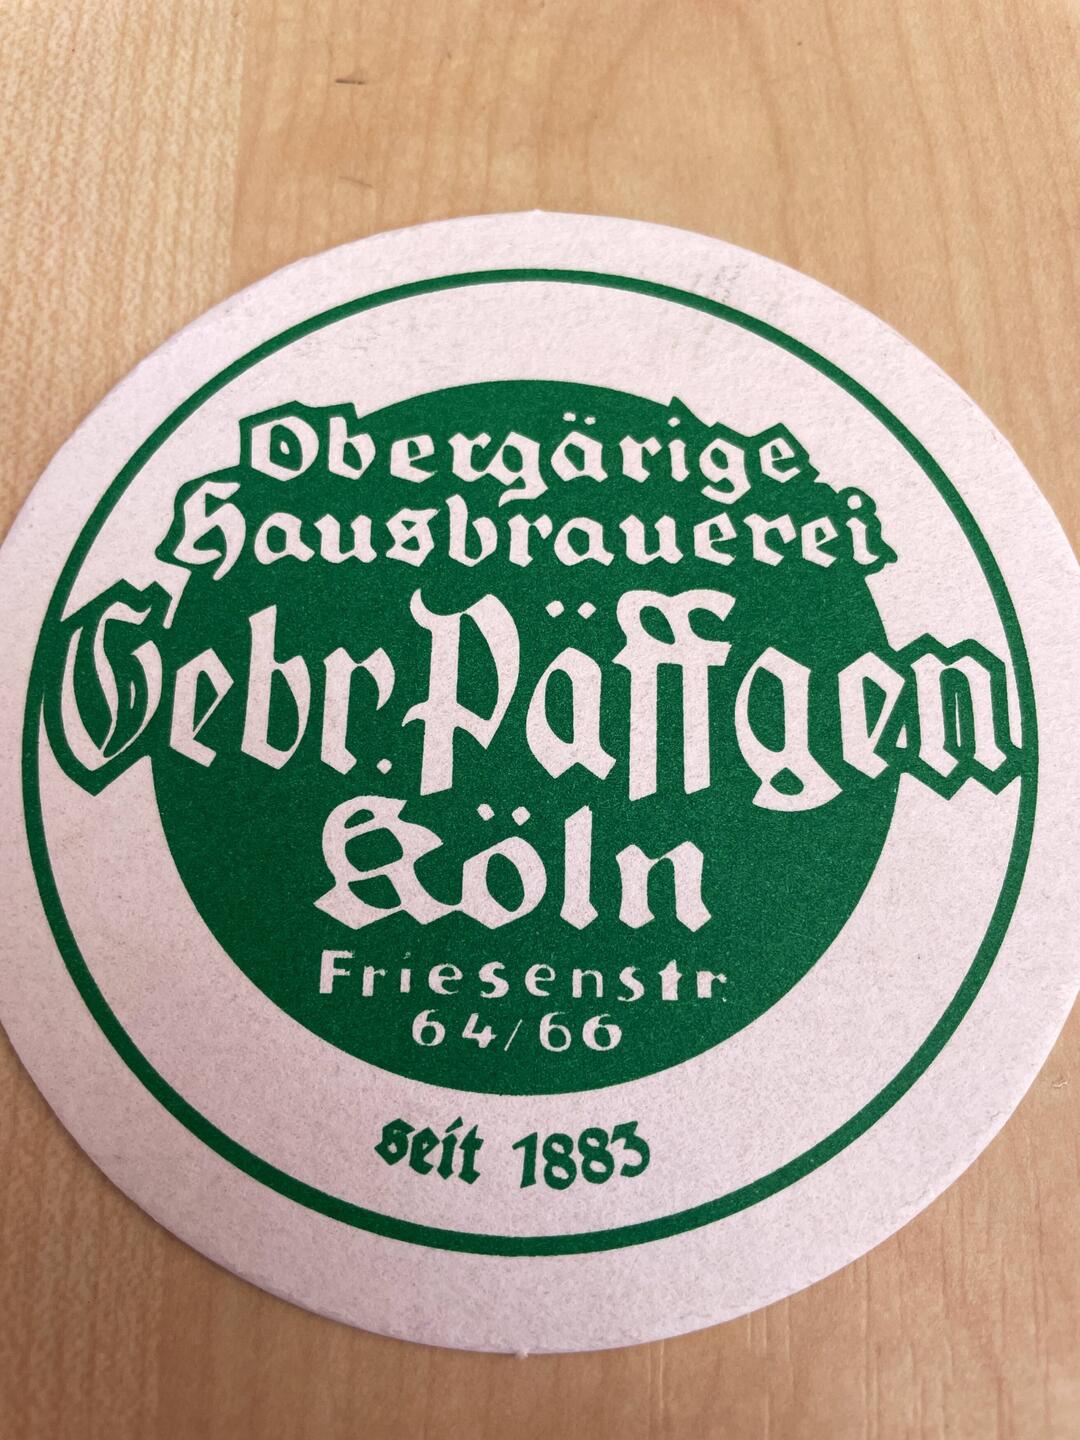 Obergärige
Hausbrauerei
Gebr. Päffgen
Köln
Friesenstr.
64/66
seit 1883